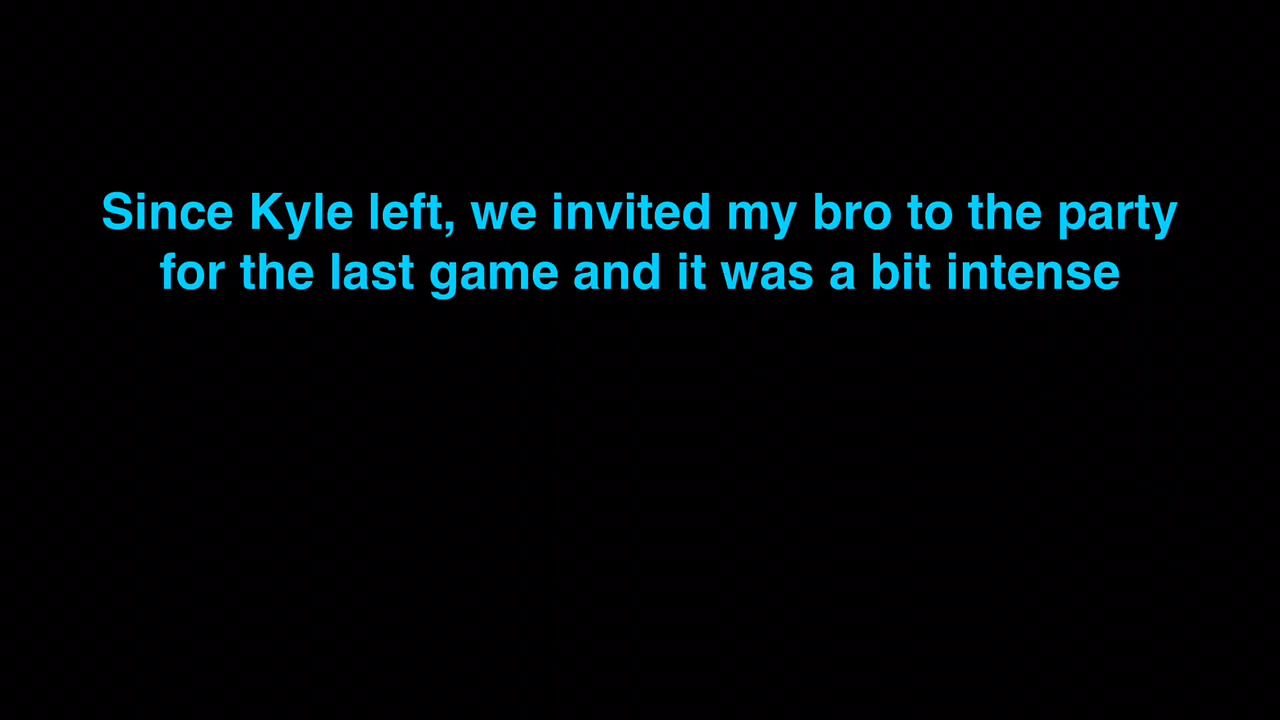 Since Kyle left, we invited my bro to the party
for the last game and it was a bit intense